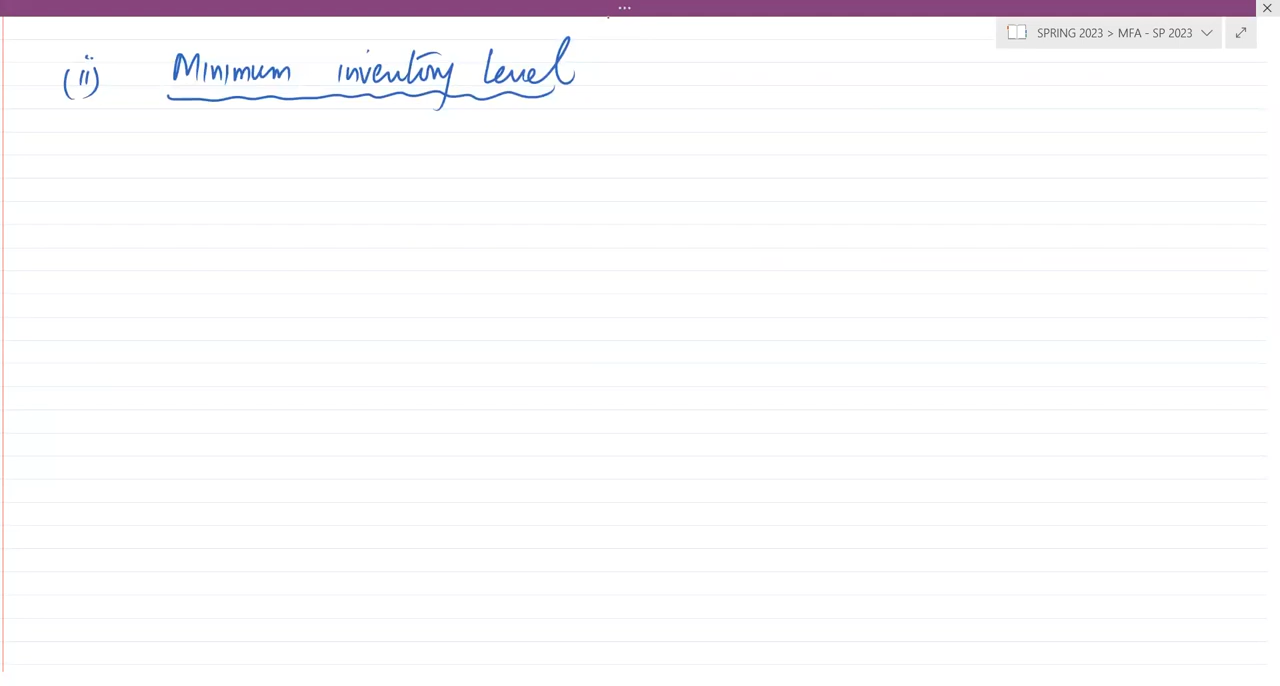 SPRING 2023 > MFA - SP 2023
(ii) Minimum inventory level